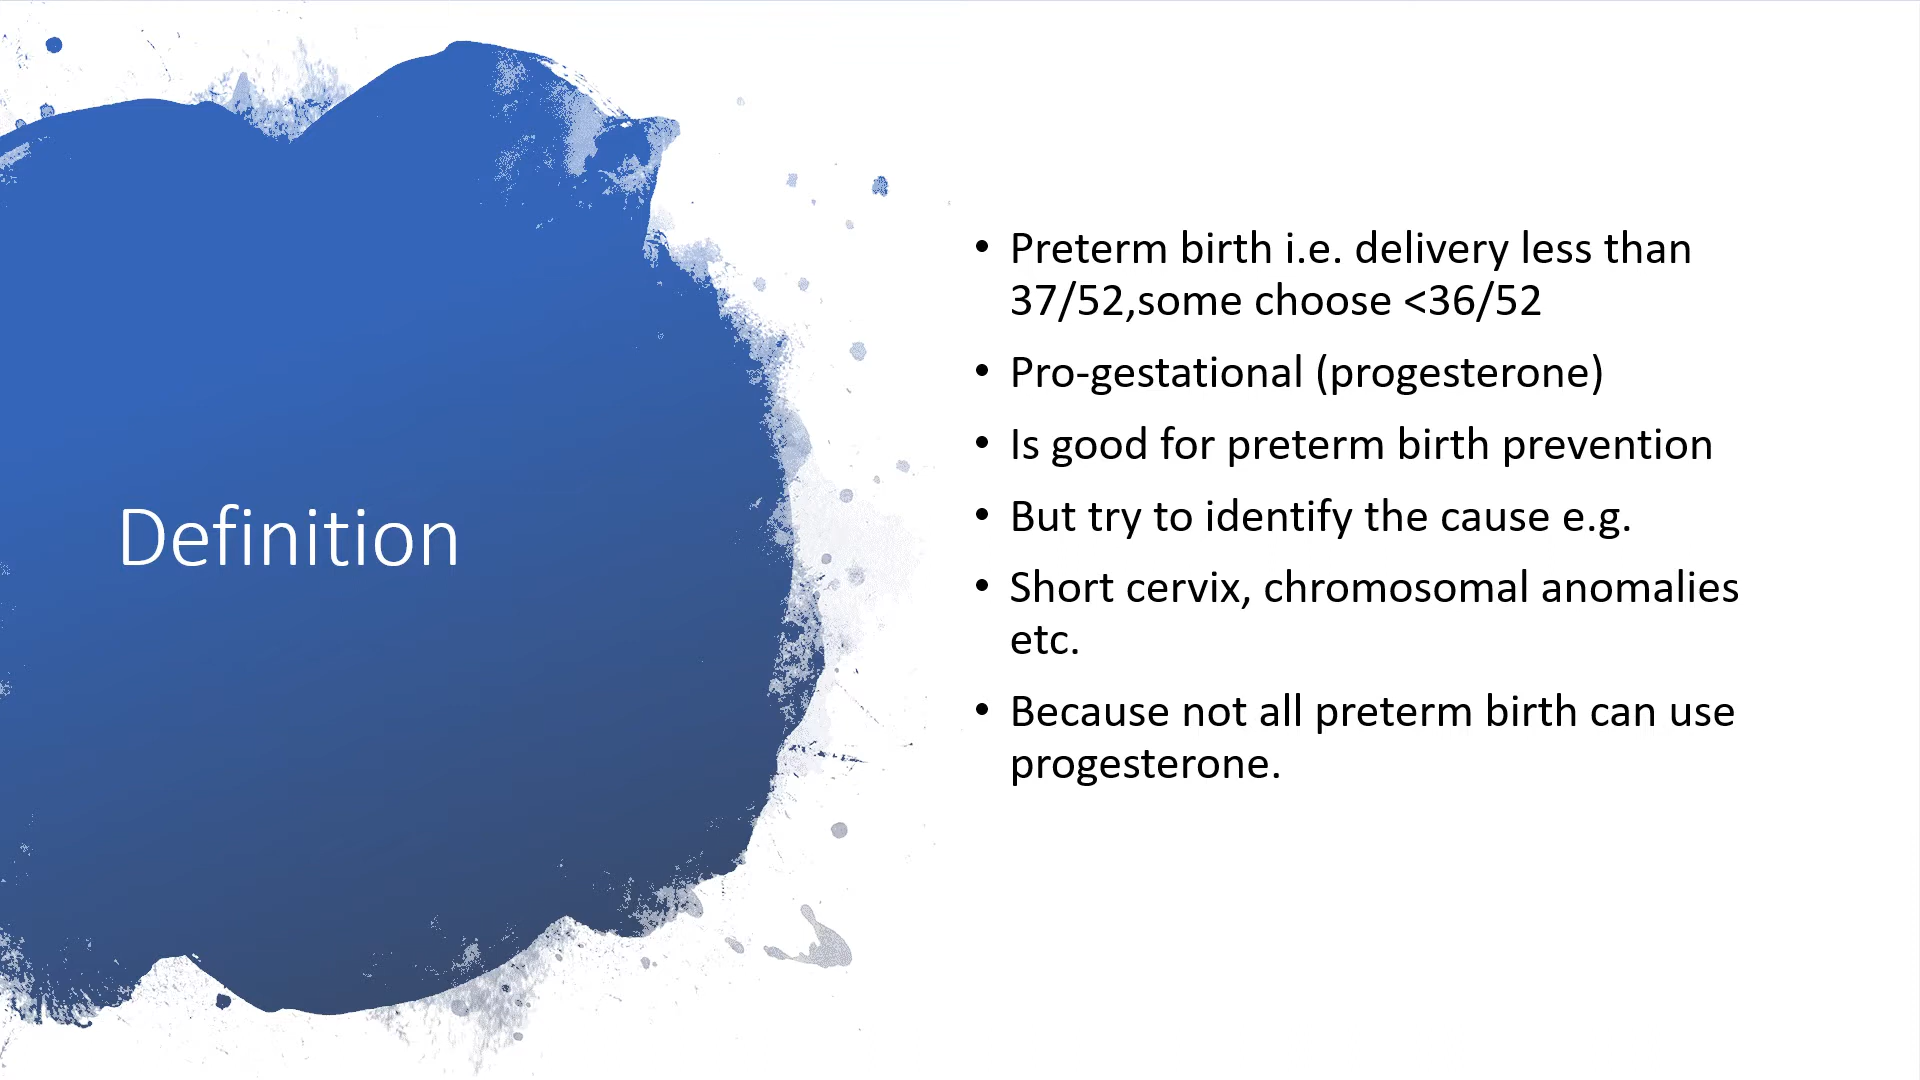 Definition
• Preterm birth i.e. delivery less than
37/52,some choose <36/52
• Pro-gestational (progesterone)
• Is good for preterm birth prevention
• But try to identify the cause e.g.
• Short cervix, chromosomal anomalies
etc.
• Because not all preterm birth can use
progesterone.